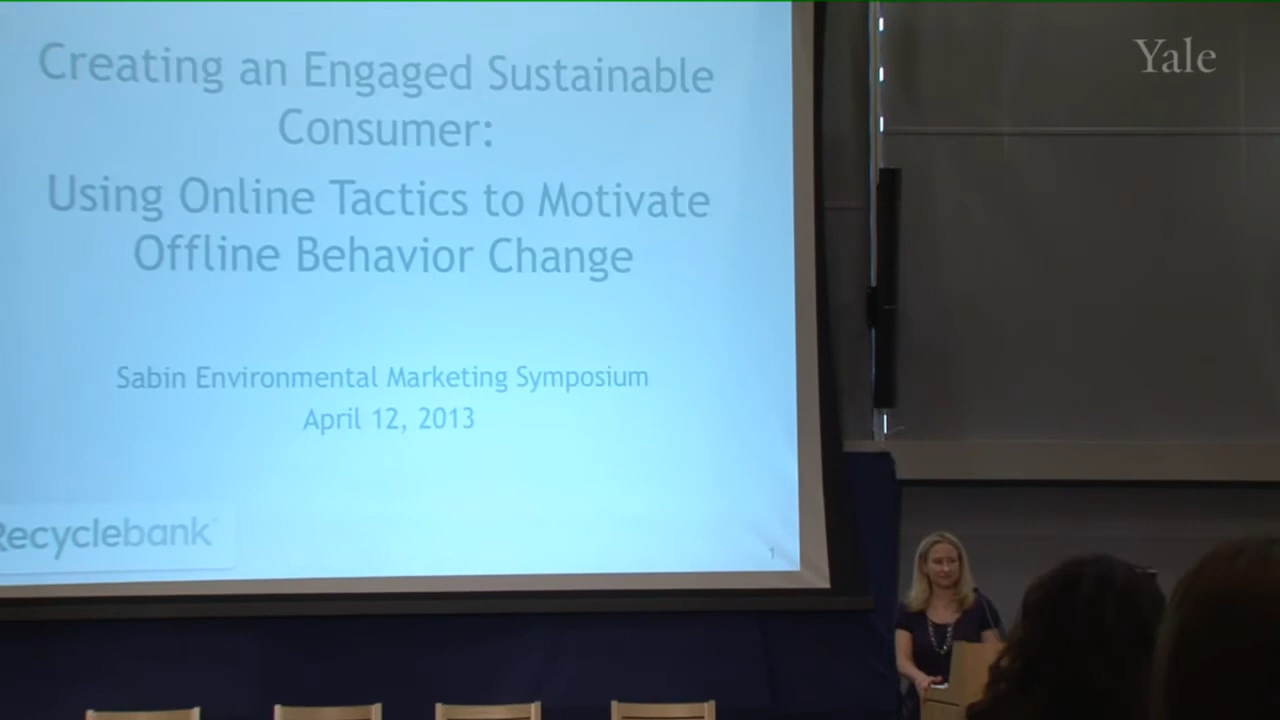 Creating an Engaged Sustainable
Consumer:
Using Online Tactics to Motivate
Offline Behavior Change
Sabin Environmental Marketing Symposium
April 12, 2013
Recyclebank
1
Yale